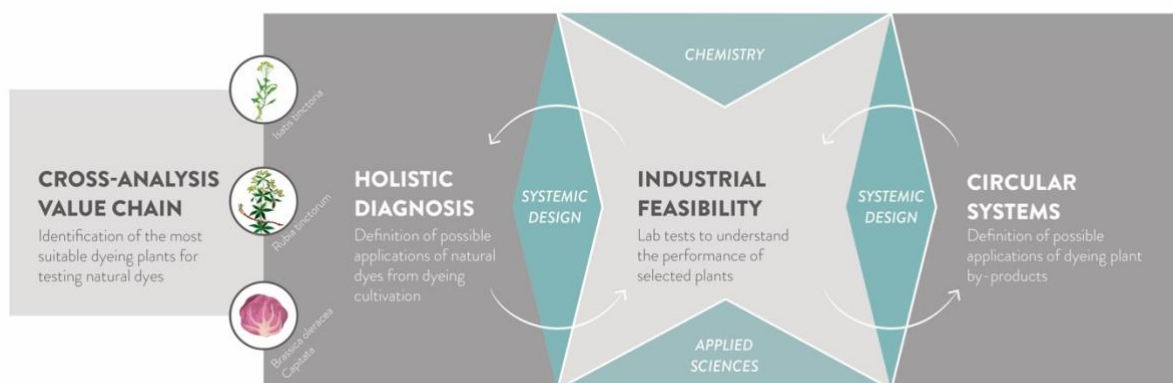 CROSS-ANALYSIS
VALUE CHAIN
Identification of the most
suitable dyeing plants for
testing natural dyes
Isatis tinctoria
Rubia tinctorum
Brassica oleracea
Capitata
HOLISTIC
DIAGNOSIS
Definition of possible
applications of natural
dyes from dyeing
cultivation
SYSTEMIC
DESIGN
CHEMISTRY
INDUSTRIAL
FEASIBILITY
Lab tests to understand
the performance of
selected plants
APPLIED
SCIENCES
SYSTEMIC
DESIGN
CIRCULAR
SYSTEMS
Definition of possible
applications of dyeing plant
by-products